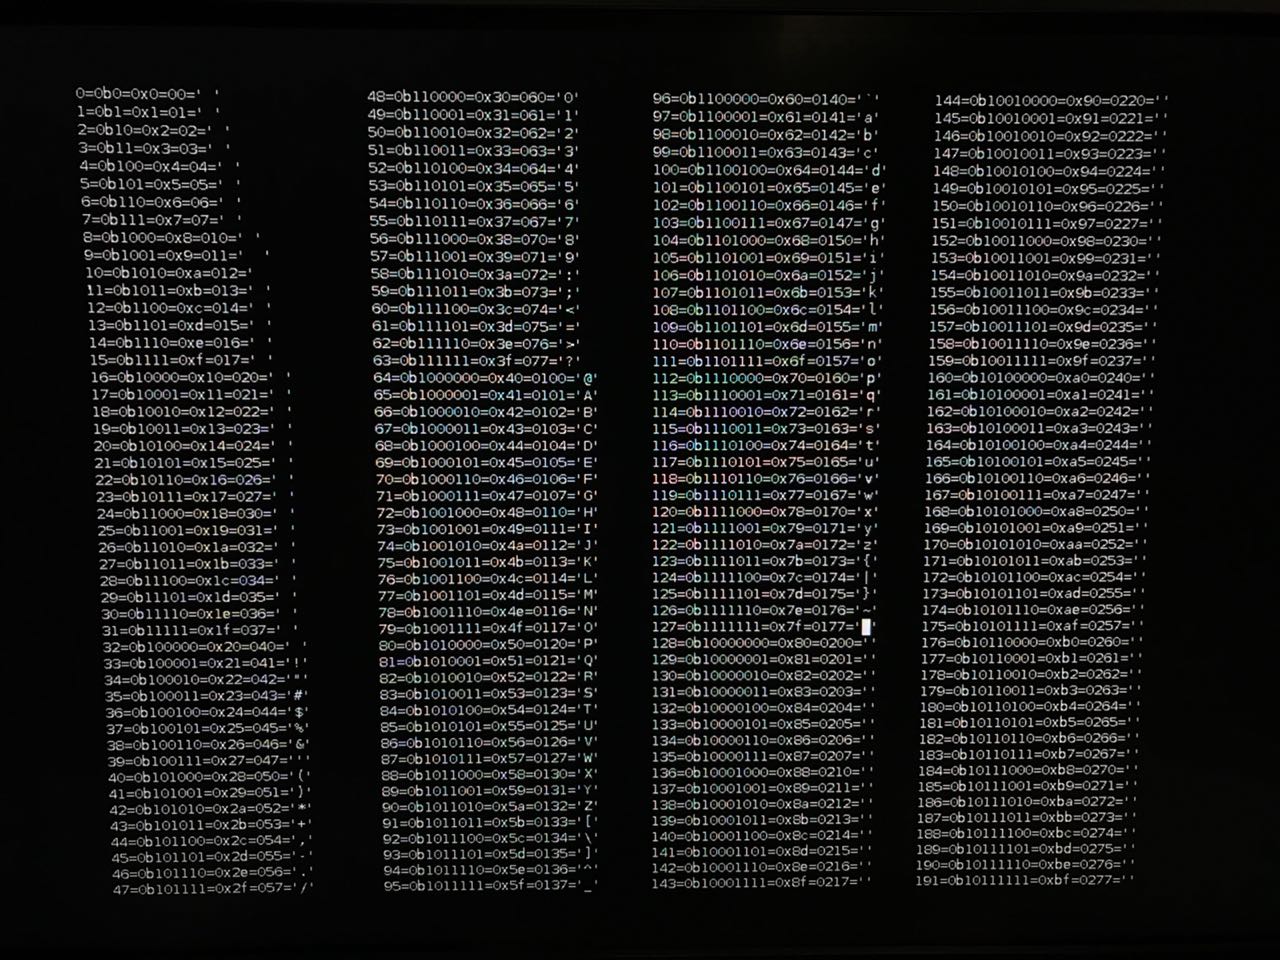 0=0b0=0x0=00=' '
1=0b1=0x1=01=' '
2=0b10=0x2=02=' '
3=0b11=0x3=03=' '
4=0b100=0x4=04=' '
5=0b101=0x5=05=' '
6=0b110=0x6=06=' '
7=0b111=0x7=07=' '
8=0b1000=0x8=010=' '
9=0b1001=0x9=011=' '
10=0b1010=0xa=012='
11=0b1011=0xb=013=' '
12=0b1100=0xc=014=' '
13=0b1101=0xd=015=' '
14=0b1110=0xe=016=' '
15=0b1111=0xf=017=' '
16=0b10000=0x10=020=' '
17=0b10001=0x11=021=' '
18=0b10010=0x12=022=' '
19=0b10011=0x13=023=' '
20=0b10100=0x14=024=' '
21=0b10101=0x15=025=' '
22=0b10110=0x16=026=' '
23=0b10111=0x17=027=' '
24=0b11000=0x18=030=' '
25=0b11001=0x19=031=' '
26=0b11010=0x1a=032=' '
27=0b11011=0x1b=033=' '
28=0b11100=0x1c=034=' '
29=0b11101=0x1d=035=' '
30=0b11110=0x1e=036=' '
31=0b11111=0x1f=037=' '
32=0b100000=0x20=040=' '
33=0b100001=0x21=041='!'
34=0b100010=0x22=042='"'
35=0b100011=0x23=043='#'
36=0b100100=0x24=044='$'
37=0b100101=0x25=045='%'
38=0b100110=0x26=046='&'
39=0b100111=0x27=047='''
40=0b101000=0x28=050='('
41=0b101001=0x29=051=')'
42=0b101010=0x2a=052='*'
43=0b101011=0x2b=053='+'
44=0b101100=0x2c=054=','
45=0b101101=0x2d=055='-'
46=0b101110=0x2e=056='.'
47=0b101111=0x2f=057='/'
48=0b110000=0x30=060='0'
49=0b110001=0x31=061='1'
50=0b110010=0x32=062='2'
51=0b110011=0x33=063='3'
52=0b110100=0x34=064='4'
53=0b110101=0x35=065='5'
54=0b110110=0x36=066='6'
55=0b110111=0x37=067='7'
56=0b111000=0x38=070='8'
57=0b111001=0x39=071='9'
58=0b111010=0x3a=072=':'
59=0b111011=0x3b=073=';'
60=0b111100=0x3c=074='<'
61=0b111101=0x3d=075='='
62=0b111110=0x3e=076='>'
63=0b111111=0x3f=077='?'
64=0b1000000=0x40=0100='@'
65=0b1000001=0x41=0101='A'
66=0b1000010=0x42=0102='B'
67=0b1000011=0x43=0103='C'
68=0b1000100=0x44=0104='D'
69=0b1000101=0x45=0105='E'
70=0b1000110=0x46=0106='F'
71=0b1000111=0x47=0107='G'
72=0b1001000=0x48=0110='H'
73=0b1001001=0x49=0111='I'
74=0b1001010=0x4a=0112='J'
75=0b1001011=0x4b=0113='K'
76=0b1001100=0x4c=0114='L'
77=0b1001101=0x4d=0115='M'
78=0b1001110=0x4e=0116='N'
79=0b1001111=0x4f=0117='O'
80=0b1010000=0x50=0120='P'
81=0b1010001=0x51=0121='Q'
82=0b1010010=0x52=0122='R'
83=0b1010011=0x53=0123='S'
84=0b1010100=0x54=0124='T'
85=0b1010101=0x55=0125='U'
86=0b1010110=0x56=0126='V'
87=0b1010111=0x57=0127='W'
88=0b1011000=0x58=0130='X'
89=0b1011001=0x59=0131='Y'
90=0b1011010=0x5a=0132='Z'
91=0b1011011=0x5b=0133='['
92=0b1011100=0x5c=0134='\'
93=0b1011101=0x5d=0135=']'
94=0b1011110=0x5e=0136='^'
95=0b1011111=0x5f=0137='_'
96=0b1100000=0x60=0140='`'
97=0b1100001=0x61=0141='a'
98=0b1100010=0x62=0142='b'
99=0b1100011=0x63=0143='c'
100=0b1100100=0x64=0144='d'
101=0b1100101=0x65=0145='e'
102=0b1100110=0x66=0146='f'
103=0b1100111=0x67=0147='g'
104=0b1101000=0x68=0150='h'
105=0b1101001=0x69=0151='i'
106=0b1101010=0x6a=0152='j'
107=0b1101011=0x6b=0153='k'
108=0b1101100=0x6c=0154='l'
109=0b1101101=0x6d=0155='m'
110=0b1101110=0x6e=0156='n'
111=0b1101111=0x6f=0157='o'
112=0b1110000=0x70=0160='p'
113=0b1110001=0x71=0161='q'
114=0b1110010=0x72=0162='r'
115=0b1110011=0x73=0163='s'
116=0b1110100=0x74=0164='t'
117=0b1110101=0x75=0165='u'
118=0b1110110=0x76=0166='v'
119=0b1110111=0x77=0167='w'
120=0b1111000=0x78=0170='x'
121=0b1111001=0x79=0171='y'
122=0b1111010=0x7a=0172='z'
123=0b1111011=0x7b=0173='{'
124=0b1111100=0x7c=0174='|'
125=0b1111101=0x7d=0175='}'
126=0b1111110=0x7e=0176='~'
127=0b1111111=0x7f=0177='█'
128=0b10000000=0x80=0200=''
129=0b10000001=0x81=0201=''
130=0b10000010=0x82=0202=''
131=0b10000011=0x83=0203=''
132=0b10000100=0x84=0204=''
133=0b10000101=0x85=0205=''
134=0b10000110=0x86=0206=''
135=0b10000111=0x87=0207=''
136=0b10001000=0x88=0210=''
137=0b10001001=0x89=0211=''
138=0b10001010=0x8a=0212=''
139=0b10001011=0x8b=0213=''
140=0b10001100=0x8c=0214=''
141=0b10001101=0x8d=0215=''
142=0b10001110=0x8e=0216=''
143=0b10001111=0x8f=0217=''
144=0b10010000=0x90=0220=''
145=0b10010001=0x91=0221=''
146=0b10010010=0x92=0222=''
147=0b10010011=0x93=0223=''
148=0b10010100=0x94=0224=''
149=0b10010101=0x95=0225=''
150=0b10010110=0x96=0226=''
151=0b10010111=0x97=0227=''
152=0b10011000=0x98=0230=''
153=0b10011001=0x99=0231=''
154=0b10011010=0x9a=0232=''
155=0b10011011=0x9b=0233=''
156=0b10011100=0x9c=0234=''
157=0b10011101=0x9d=0235=''
158=0b10011110=0x9e=0236=''
159=0b10011111=0x9f=0237=''
160=0b10100000=0xa0=0240=''
161=0b10100001=0xa1=0241=''
162=0b10100010=0xa2=0242=''
163=0b10100011=0xa3=0243=''
164=0b10100100=0xa4=0244=''
165=0b10100101=0xa5=0245=''
166=0b10100110=0xa6=0246=''
167=0b10100111=0xa7=0247=''
168=0b10101000=0xa8=0250=''
169=0b10101001=0xa9=0251=''
170=0b10101010=0xaa=0252=''
171=0b10101011=0xab=0253=''
172=0b10101100=0xac=0254=''
173=0b10101101=0xad=0255=''
174=0b10101110=0xae=0256=''
175=0b10101111=0xaf=0257=''
176=0b10110000=0xb0=0260=''
177=0b10110001=0xb1=0261=''
178=0b10110010=0xb2=0262=''
179=0b10110011=0xb3=0263=''
180=0b10110100=0xb4=0264=''
181=0b10110101=0xb5=0265=''
182=0b10110110=0xb6=0266=''
183=0b10110111=0xb7=0267=''
184=0b10111000=0xb8=0270=''
185=0b10111001=0xb9=0271=''
186=0b10111010=0xba=0272=''
187=0b10111011=0xbb=0273=''
188=0b10111100=0xbc=0274=''
189=0b10111101=0xbd=0275=''
190=0b10111110=0xbe=0276=''
191=0b10111111=0xbf=0277=''